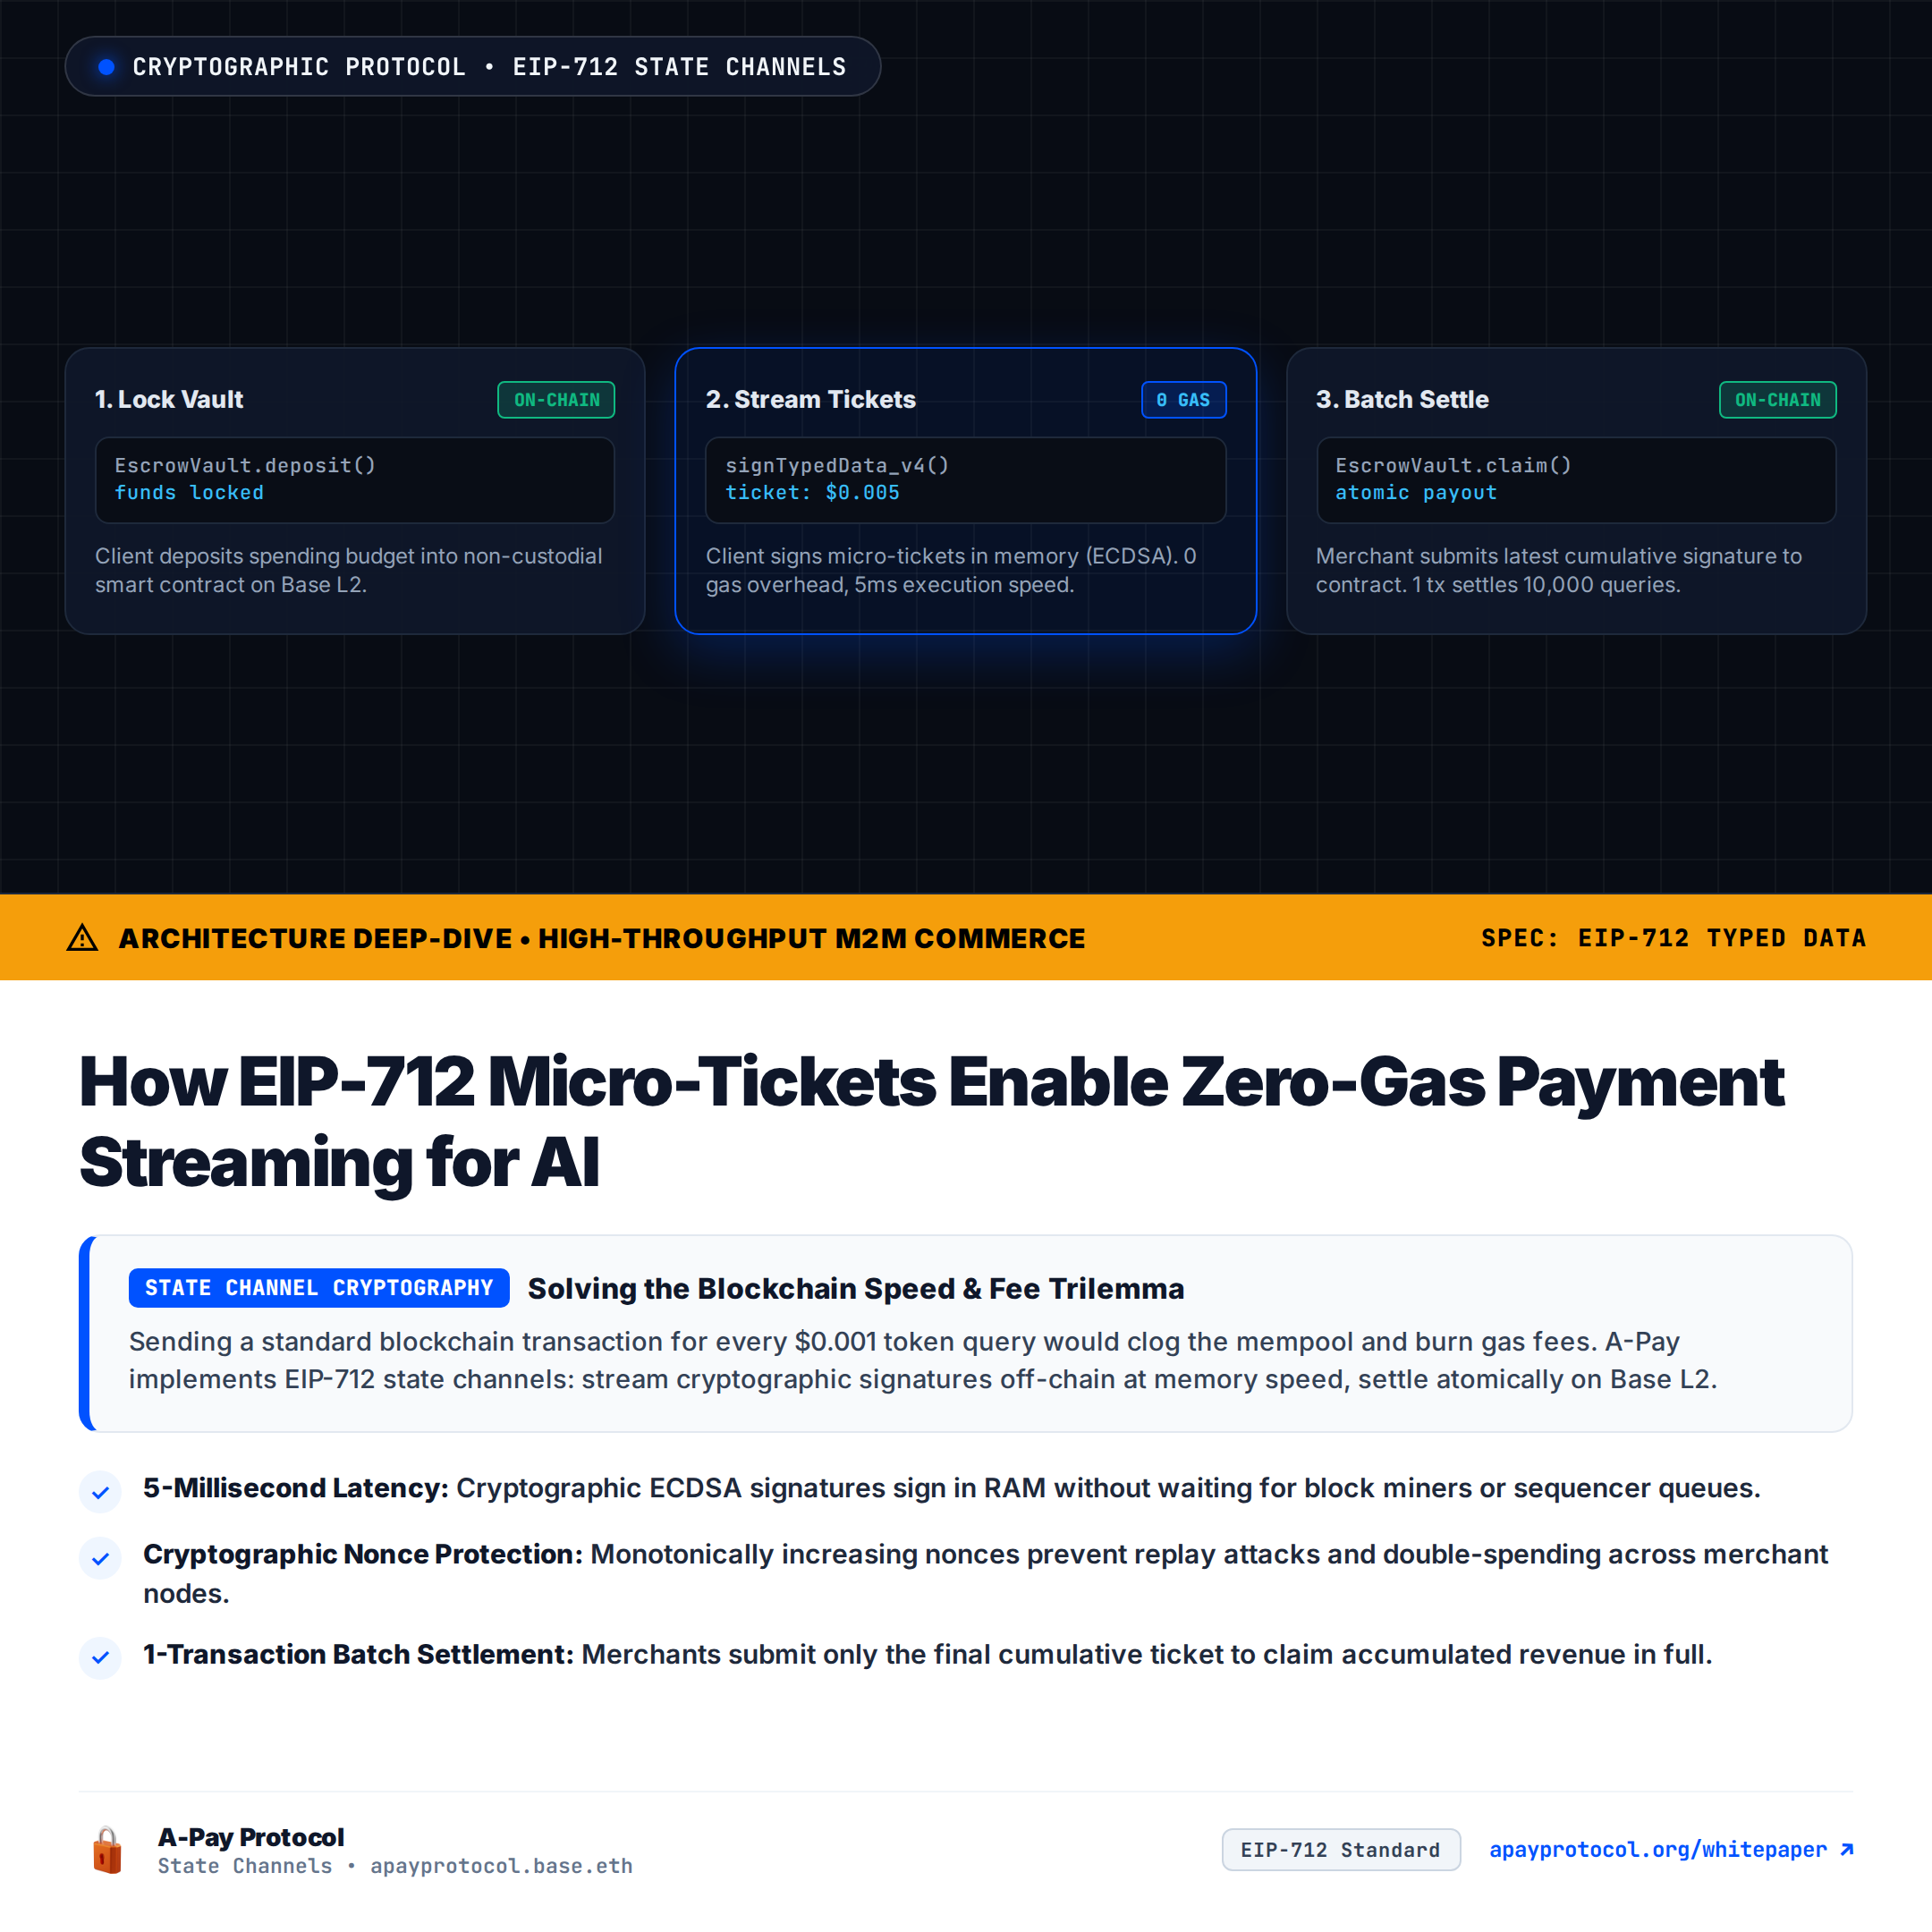 CRYPTOGRAPHIC PROTOCOL • EIP-712 STATE CHANNELS
1. Lock Vault
ON-CHAIN
EscrowVault.deposit()
funds locked
Client deposits spending budget into non-custodial
smart contract on Base L2.
2. Stream Tickets
0 GAS
signTypedData_v4()
ticket: $0.005
Client signs micro-tickets in memory (ECDSA). 0
gas overhead, 5ms execution speed.
3. Batch Settle
ON-CHAIN
EscrowVault.claim()
atomic payout
Merchant submits latest cumulative signature to
contract. 1 tx settles 10,000 queries.
ARCHITECTURE DEEP-DIVE • HIGH-THROUGHPUT M2M COMMERCE
SPEC: EIP-712 TYPED DATA
How EIP-712 Micro-Tickets Enable Zero-Gas Payment
Streaming for AI
STATE CHANNEL CRYPTOGRAPHY
Solving the Blockchain Speed & Fee Trilemma
Sending a standard blockchain transaction for every $0.001 token query would clog the mempool and burn gas fees. A-Pay
implements EIP-712 state channels: stream cryptographic signatures off-chain at memory speed, settle atomically on Base L2.
5-Millisecond Latency: Cryptographic ECDSA signatures sign in RAM without waiting for block miners or sequencer queues.
Cryptographic Nonce Protection: Monotonically increasing nonces prevent replay attacks and double-spending across merchant
nodes.
1-Transaction Batch Settlement: Merchants submit only the final cumulative ticket to claim accumulated revenue in full.
A-Pay Protocol
State Channels • apayprotocol.base.eth
EIP-712 Standard
apayprotocol.org/whitepaper ↗